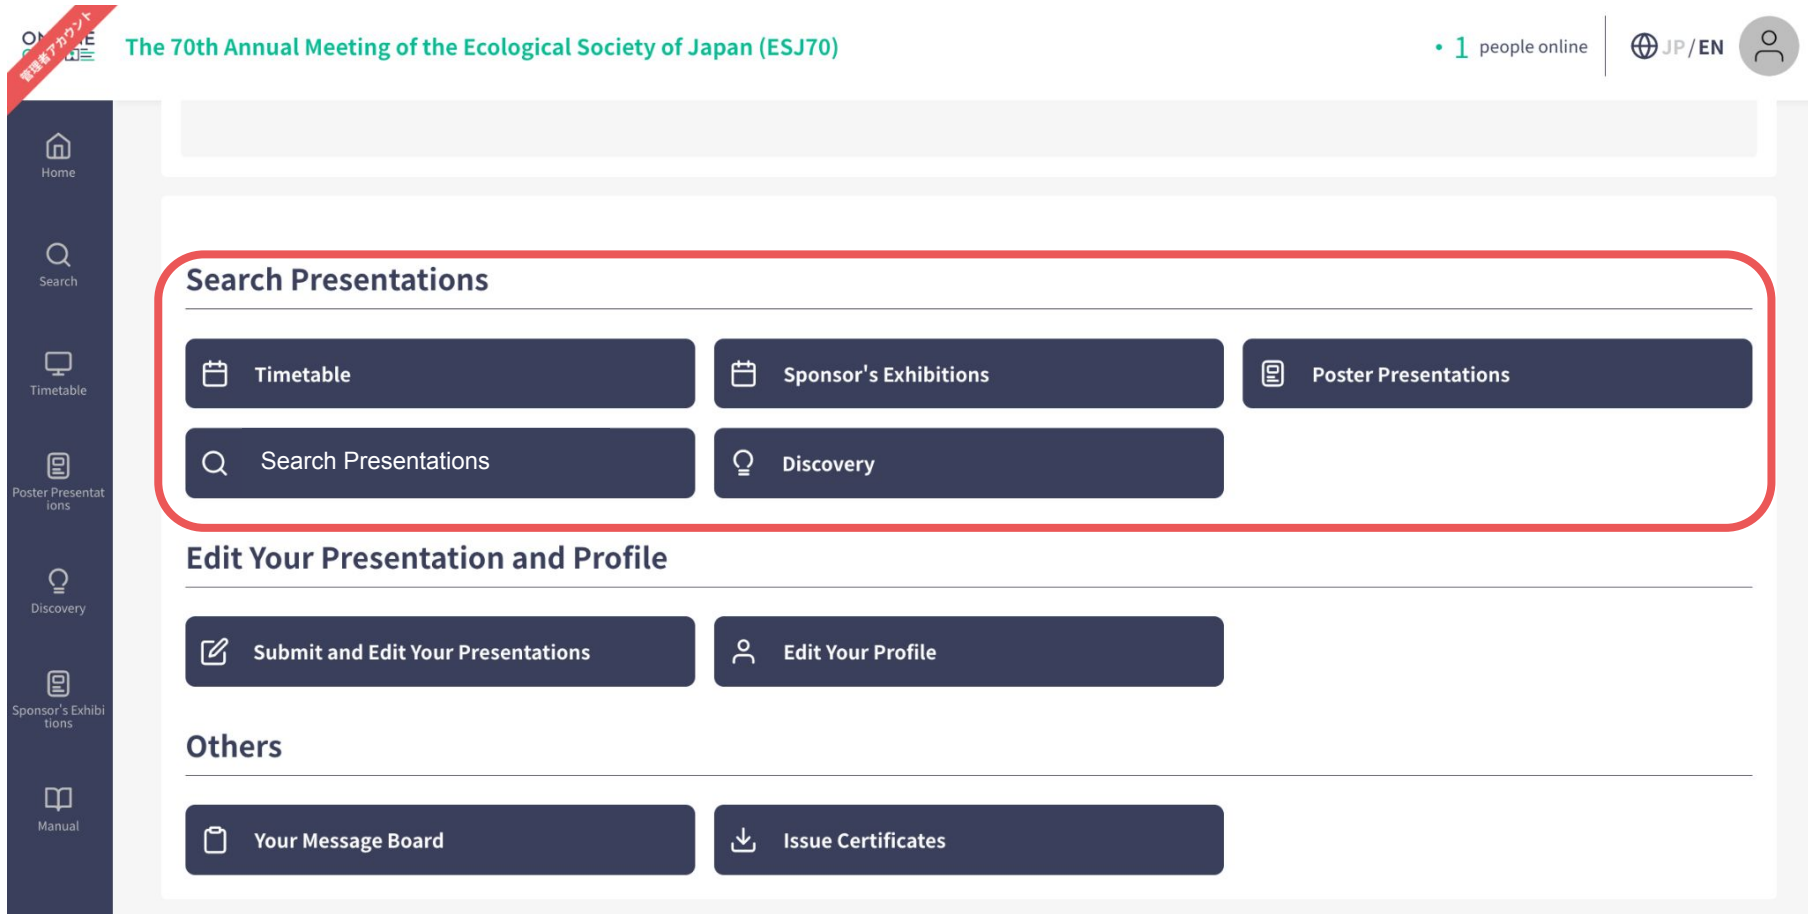 管理者アカウント
The 70th Annual Meeting of the Ecological Society of Japan (ESJ70)
• 1 people online
JP/EN
Home
Search
Timetable
Poster Presentat
ions
Discovery
Sponsor's Exhibi
tions
Manual
Search Presentations
Timetable
Sponsor's Exhibitions
Poster Presentations
Search Presentations
Discovery
Edit Your Presentation and Profile
Submit and Edit Your Presentations
Edit Your Profile
Others
Your Message Board
Issue Certificates